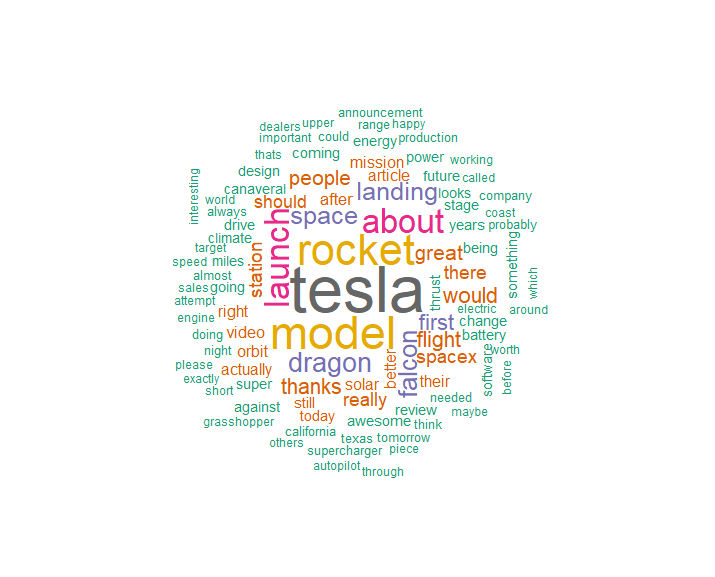 announcement
dealers
upper
range
happy
important
could
energy
production
thats
coming
mission
power
working
design
people
article
future
called
interesting
canaveral
should
after
landing
looks
company
world
always
space
about
stage
coast
drive
launch
years
probably
climate
rocket
great
being
something
target
station
there
which
speed
miles
almost
tesla
thrust
would
sales
going
electric
around
attempt
right
model
first
change
engine
doing
video
falcon
flight
battery
night
orbit
dragon
better
spacex
software
worth
please
actually
before
exactly
super
thanks
solar
their
short
really
needed
against
still
review
maybe
grasshopper
today
awesome
think
california
texas
tomorrow
others
supercharger
piece
autopilot
through